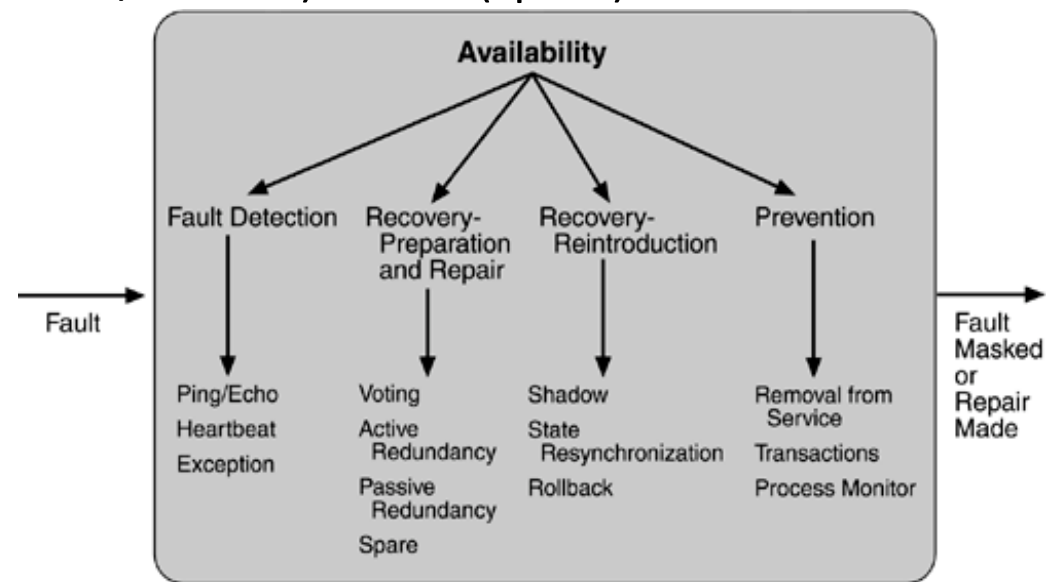 Availability
Fault Detection
Recovery-
Preparation
and Repair
Recovery-
Reintroduction
Prevention
Fault
Fault
Masked
or
Repair
Made
Ping/Echo
Heartbeat
Exception
Voting
Active
Redundancy
Passive
Redundancy
Spare
Shadow
State
Resynchronization
Rollback
Removal from
Service
Transactions
Process Monitor